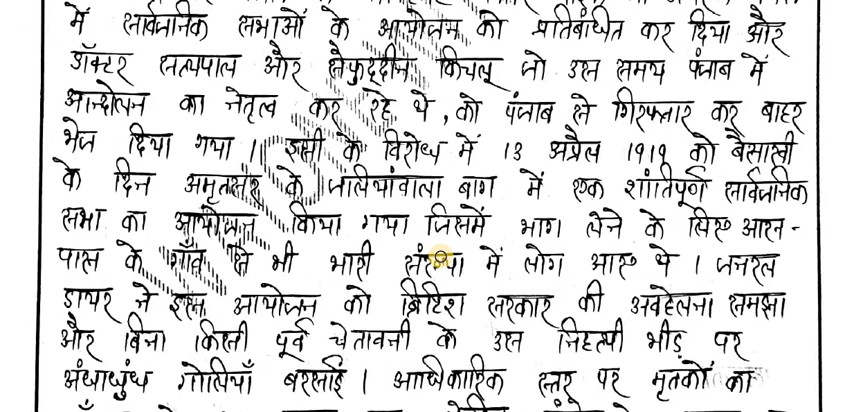 में सार्वजनिक सभाओं के आयोजन को प्रतिबंधित कर दिया और
डॉक्टर सत्यपाल और सैफुद्दीन किचलू जो उस समय पंजाब में
आन्दोलन का नेतृत्व कर रहे थे, को पंजाब से गिरफ्तार कर बाहर
भेज दिया गया। इसी के विरोध में 13 अप्रैल 1919 को बैसाखी
के दिन अमृतसर के जलियांवाला बाग में एक शांतिपूर्ण सार्वजनिक
सभा का आयोजन किया गया जिसमें भाग लेने के लिए आस-
पास के गाँव से भी भारी संख्या में लोग आए थे। जनरल
डायर ने इस आयोजन को ब्रिटिश सरकार की अवहेलना समझा
और बिना किसी पूर्व चेतावनी के उस निहत्थी भीड़ पर
अंधाधुंध गोलियाँ बरसाईं। आधिकारिक स्तर पर मृतकों का